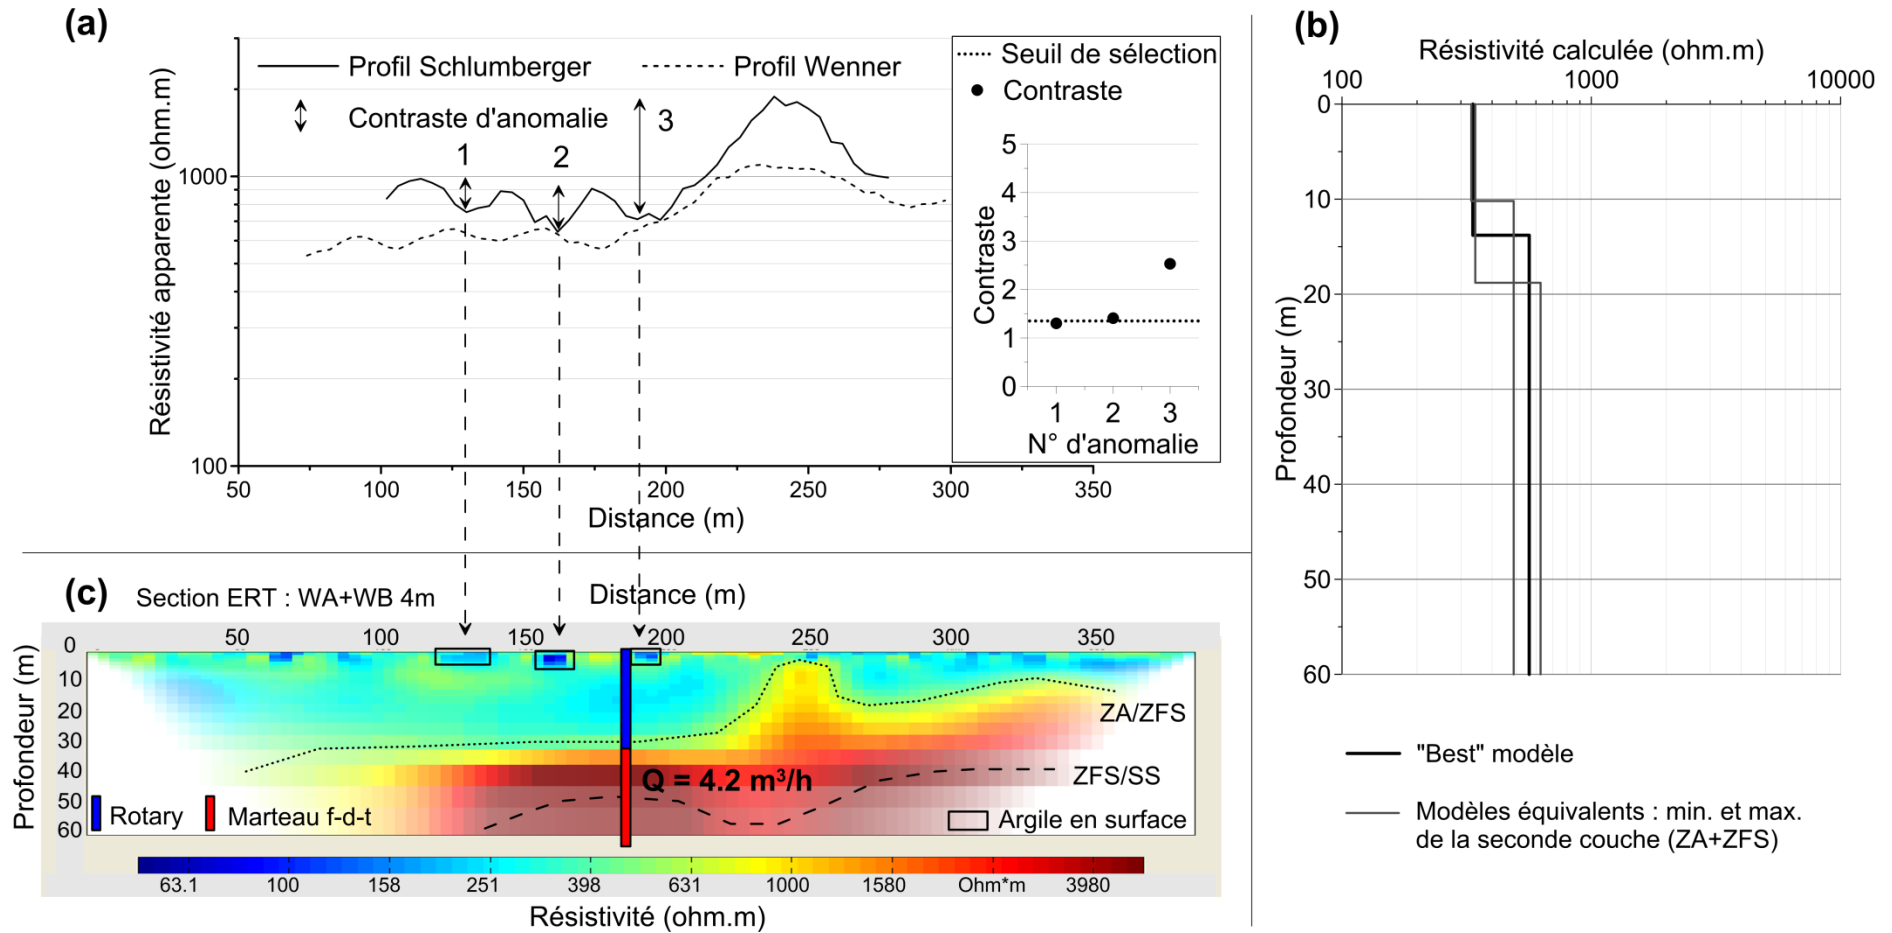 (a)
Profil Schlumberger
Profil Wenner
Contraste d'anomalie
1
2
3
Résistivité apparente (ohm.m)
1000
100
50
100
150
200
250
300
350
Distance (m)
Seuil de sélection
Contraste
Contraste
5
4
3
2
1
0
1
2
3
N° d'anomalie
(b)
Résistivité calculée (ohm.m)
100
1000
10000
Profondeur (m)
0
10
20
30
40
50
60
"Best" modèle
Modèles équivalents : min. et max.
de la seconde couche (ZA+ZFS)
(c)
Section ERT : WA+WB 4m
Distance (m)
50
100
150
200
250
300
350
Profondeur (m)
0
10
20
30
40
50
60
ZA/ZFS
ZFS/SS
Q = 4.2 m³/h
Rotary
Marteau f-d-t
Argile en surface
63.1
100
158
251
398
631
1000
1580
Ohm*m
3980
Résistivité (ohm.m)